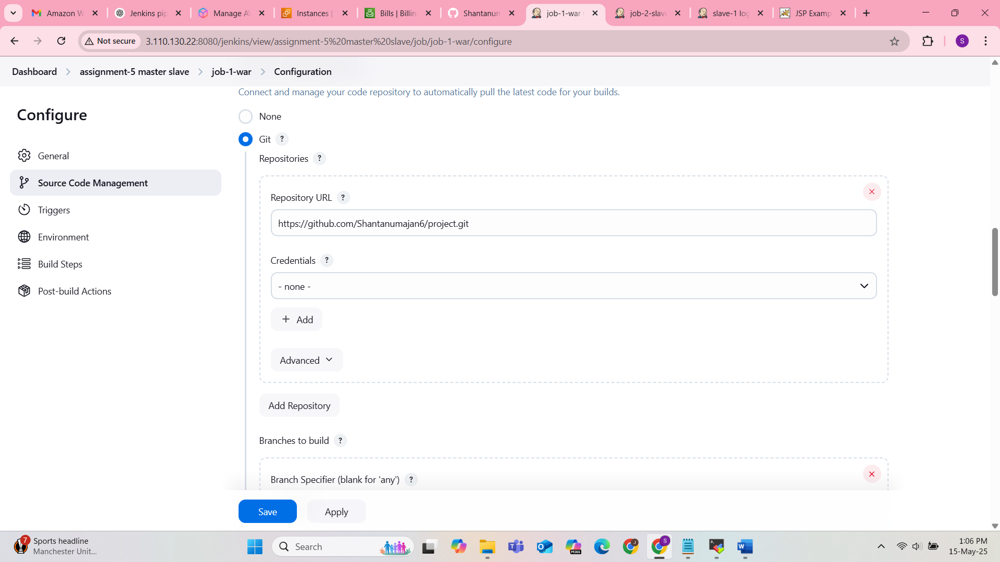 Amazon W
Jenkins pip
Manage A
Instances |
Bills | Billin
Shantanum
job-1-war
job-2-slave
slave-1 log
JSP Examp
Not secure
3.110.130.22:8080/jenkins/view/assignment-5%20master%20slave/job/job-1-war/configure
S
Dashboard
assignment-5 master slave
job-1-war
Configuration
Configure
General
Source Code Management
Triggers
Environment
Build Steps
Post-build Actions
Connect and manage your code repository to automatically pull the latest code for your builds.
None
Git ?
Repositories ?
Repository URL ?
https://github.com/Shantanumajan6/project.git
Credentials ?
- none -
+ Add
Advanced
Add Repository
Branches to build ?
Branch Specifier (blank for 'any') ?
Save
Apply
7
Sports headline
Manchester Unit...
Search
M365
J
S
1:06 PM
15-May-25